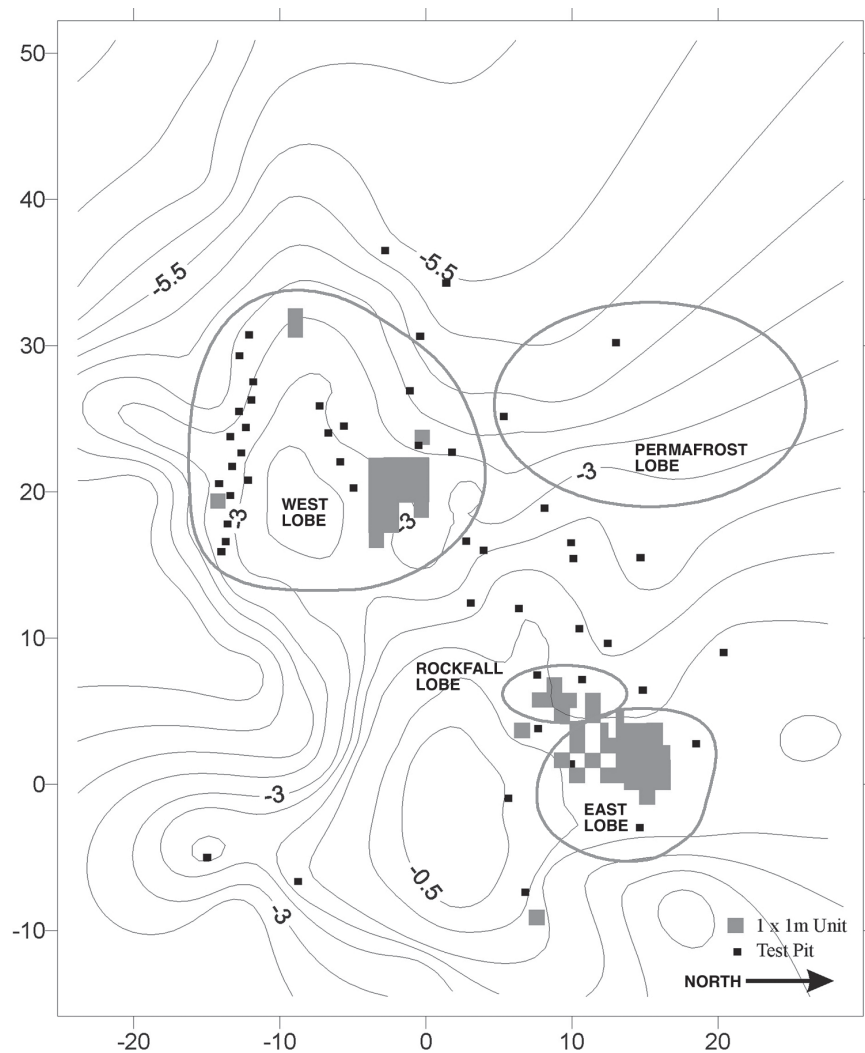 50
40
-5.5
-5.5
30
PERMAFROST
LOBE
-3
20
WEST
LOBE
-3
-3
10
ROCKFALL
LOBE
0
-3
EAST
LOBE
-0.5
-3
-10
1 x 1m Unit
Test Pit
NORTH
-20
-10
0
10
20